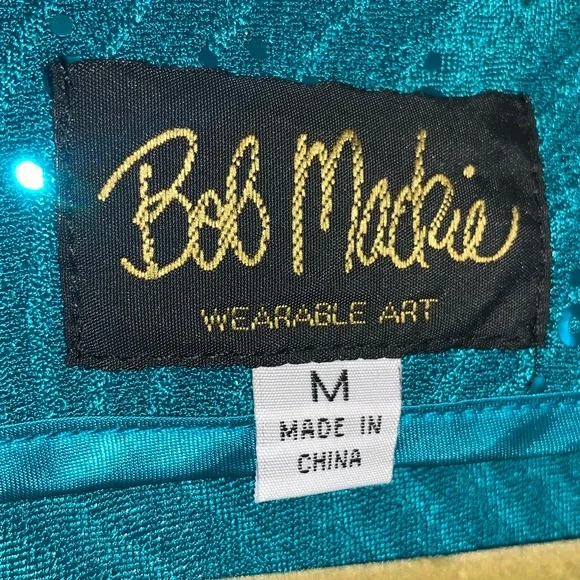 Bob Mackie
WEARABLE ART
M
MADE IN
CHINA